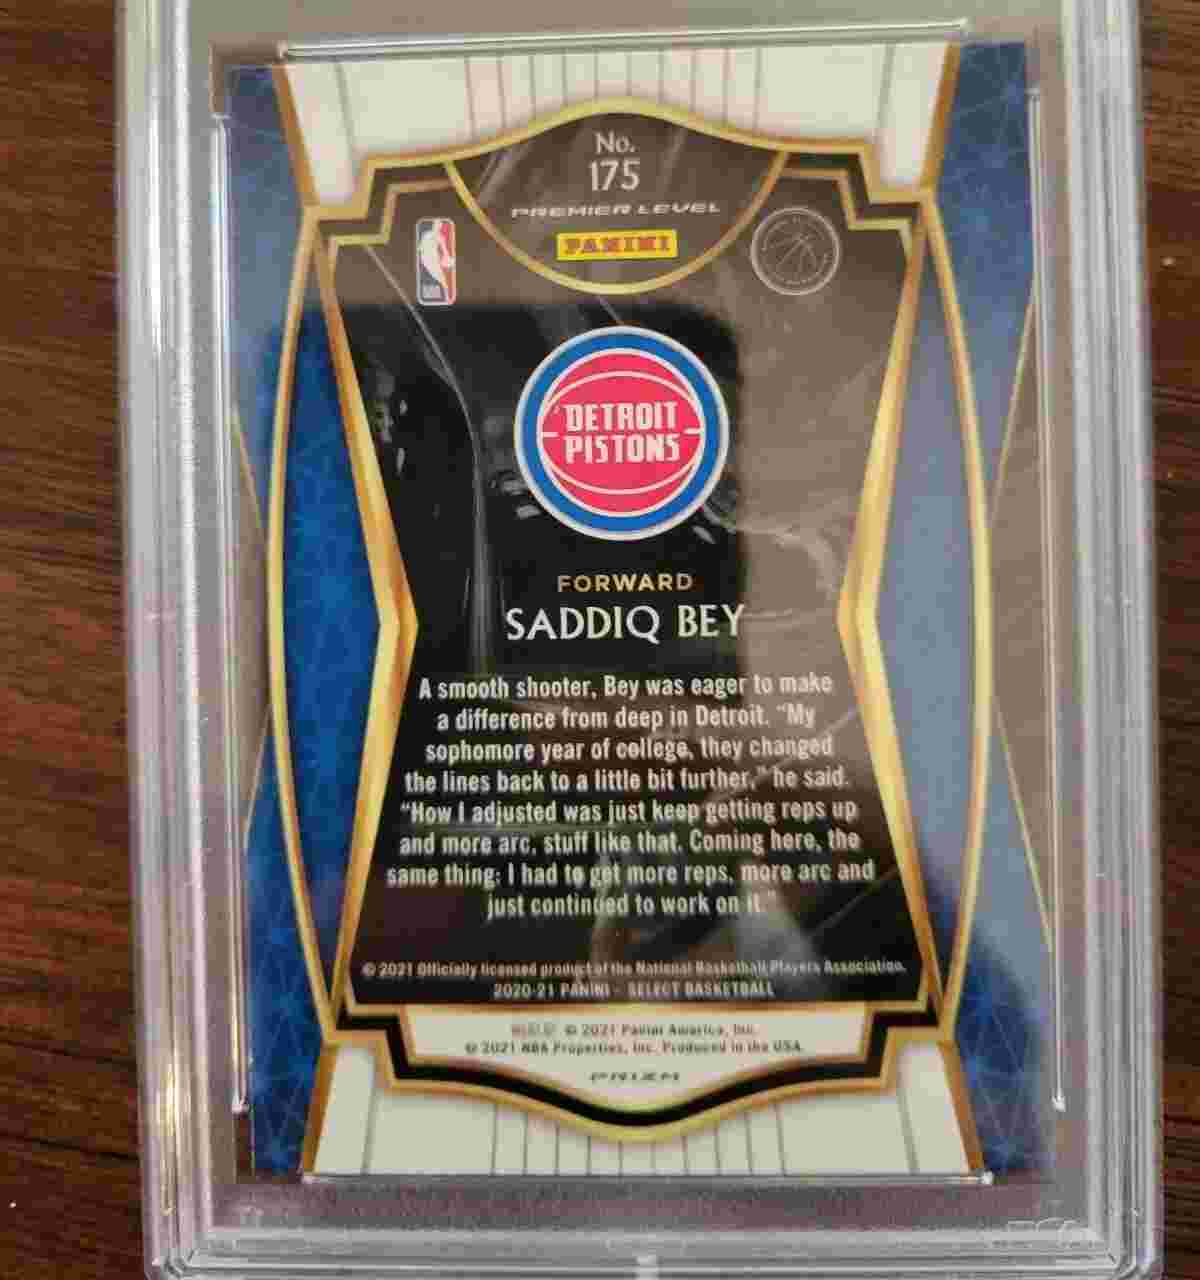 No.
175
PREMIER LEVEL
PANINI
DETROIT
PISTONS
FORWARD
SADDIQ BEY
A smooth shooter, Bey was eager to make
a difference from deep in Detroit. “My
sophomore year of college, they changed
the lines back to a little bit further,” he said.
“How I adjusted was just keep getting reps up
and more arc, stuff like that. Coming here, the
same thing: I had to get more reps, more arc and
just continued to work on it.”
© 2021 Officially licensed product of the National Basketball Players Association.
2020-21 PANINI - SELECT BASKETBALL
© 2021 Panini America, Inc.
© 2021 NBA Properties, Inc. Produced in the USA.
PRIZM